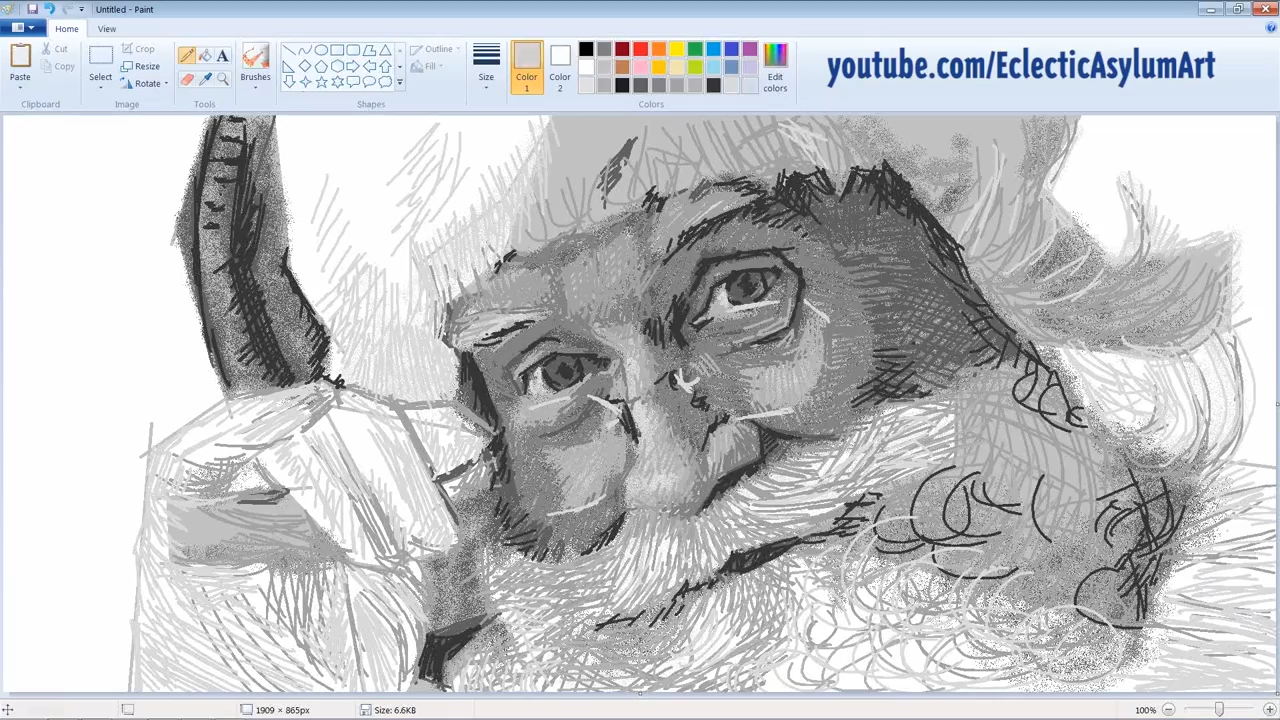 Untitled - Paint
Home View
Paste
Cut
Copy
Clipboard
Select
Crop
Resize
Rotate
Image
A
Tools
Brushes
Outline
Fill
Shapes
Size
Color
1
Color
2
Edit
colors
Colors
youtube.com/EclecticAsylumArt
1909 × 865px
Size: 6.6KB
100%